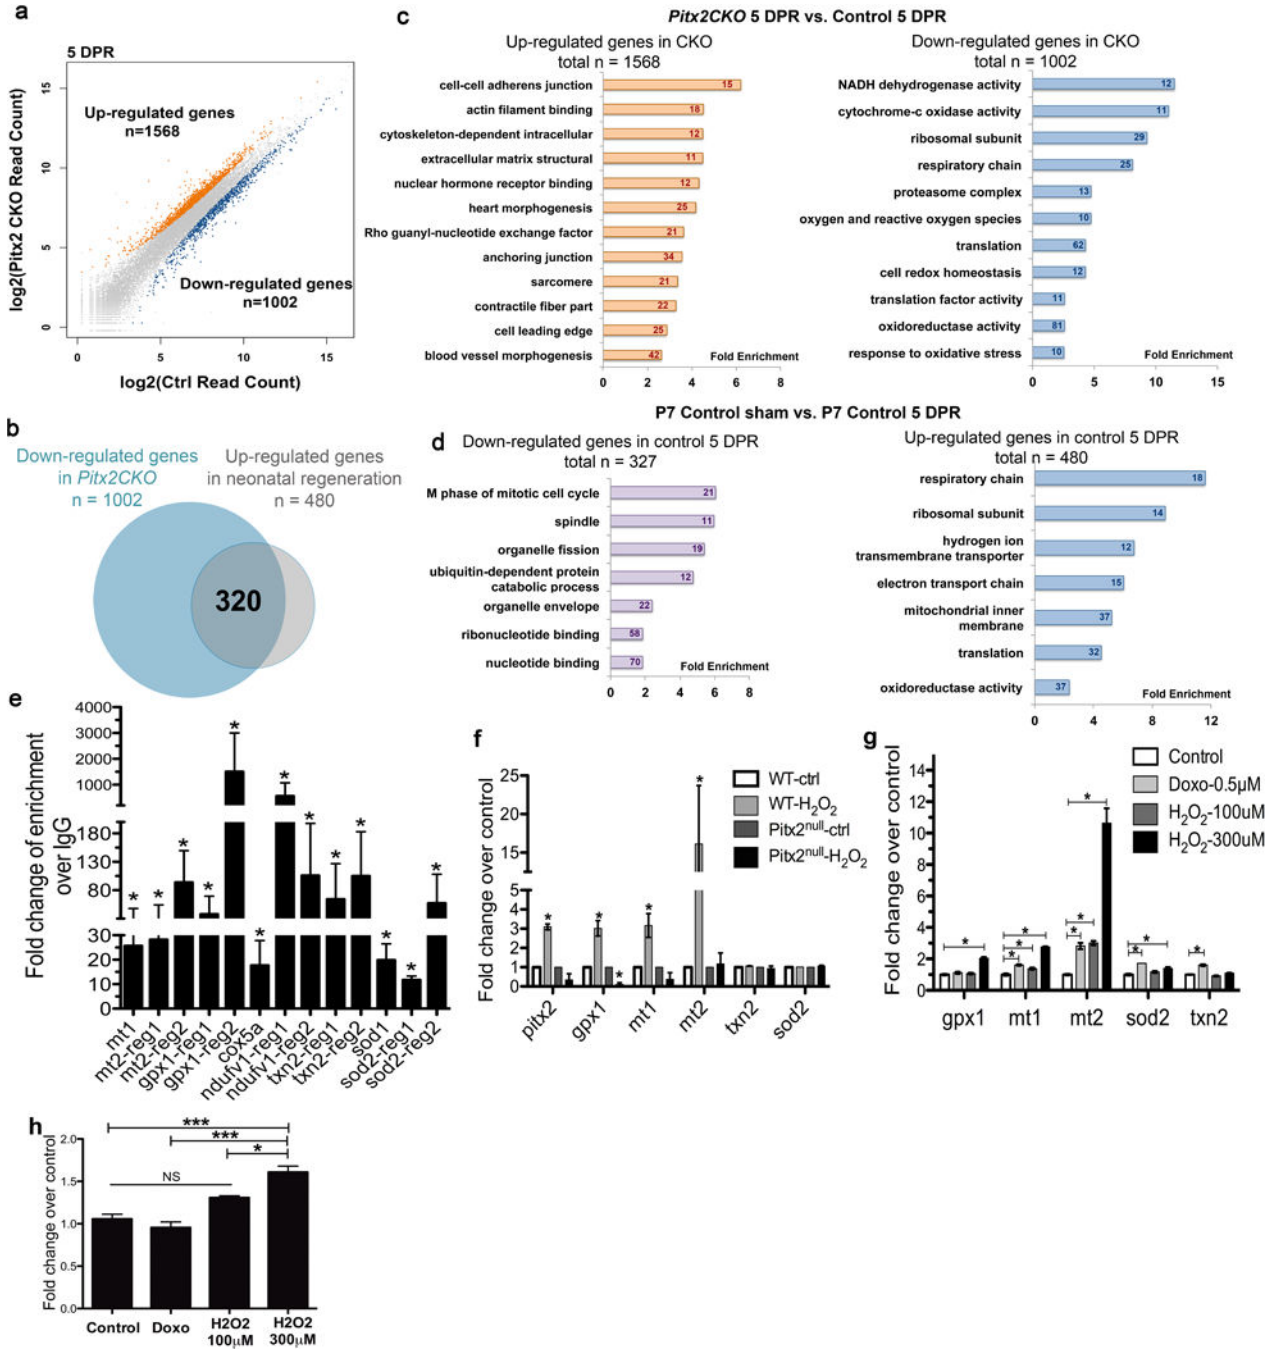 a
5 DPR
Up-regulated genes
n=1568
Down-regulated genes
n=1002
log2(Pitx2 CKO Read Count)
15
10
5
0
0 5 10 15
log2(Ctrl Read Count)
b
Down-regulated genes
in Pitx2CKO
n = 1002
Up-regulated genes
in neonatal regeneration
n = 480
320
c
Pitx2CKO 5 DPR vs. Control 5 DPR
Up-regulated genes in CKO
total n = 1568
cell-cell adherens junction 15
actin filament binding 18
cytoskeleton-dependent intracellular 12
extracellular matrix structural 11
nuclear hormone receptor binding 12
heart morphogenesis 25
Rho guanyl-nucleotide exchange factor 21
anchoring junction 34
sarcomere 21
contractile fiber part 22
cell leading edge 25
blood vessel morphogenesis 42
Fold Enrichment
0 2 4 6 8
Down-regulated genes in CKO
total n = 1002
NADH dehydrogenase activity 12
cytochrome-c oxidase activity 11
ribosomal subunit 29
respiratory chain 25
proteasome complex 13
oxygen and reactive oxygen species 10
translation 62
cell redox homeostasis 12
translation factor activity 11
oxidoreductase activity 81
response to oxidative stress 10
Fold Enrichment
0 5 10 15
P7 Control sham vs. P7 Control 5 DPR
d
Down-regulated genes in control 5 DPR
total n = 327
M phase of mitotic cell cycle 21
spindle 11
organelle fission 19
ubiquitin-dependent protein
catabolic process 12
organelle envelope 22
ribonucleotide binding 58
nucleotide binding 70
Fold Enrichment
0 2 4 6 8
Up-regulated genes in control 5 DPR
total n = 480
respiratory chain 18
ribosomal subunit 14
hydrogen ion
transmembrane transporter 12
electron transport chain 15
mitochondrial inner
membrane 37
translation 32
oxidoreductase activity 37
Fold Enrichment
0 4 8 12
e
Fold change of enrichment
over IgG
4000
3000
2000
1000
180
130
80
30
20
10
0
* * * * * * * * * * * * *
mt1
mt2-reg1
mt2-reg2
gpx1-reg1
gpx1-reg2
cox5a
ndufv1-reg1
ndufv1-reg2
txn2-reg1
txn2-reg2
sod1
sod2-reg1
sod2-reg2
f
Fold change over control
25
15
5
4
3
2
1
0
* * * * *
WT-ctrl
WT-H₂O₂
Pitx2null-ctrl
Pitx2null-H₂O₂
pitx2
gpx1
mt1
mt2
txn2
sod2
g
Fold change over control
14
12
10
8
6
4
2
0
* * * * * * * * * *
Control
Doxo-0.5µM
H₂O₂-100uM
H₂O₂-300uM
gpx1 mt1 mt2 sod2 txn2
h
Fold change over control
2.0
1.5
1.0
0.5
0.0
***
***
*
NS
Control Doxo H2O2 H2O2
100µM 300µM